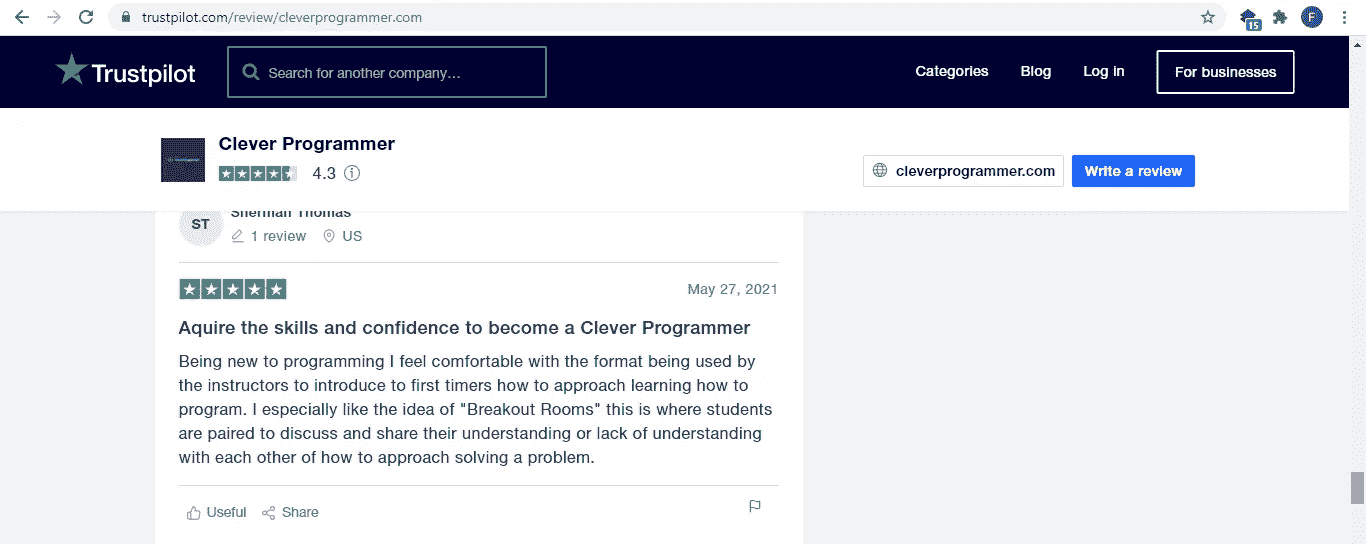 trustpilot.com/review/cleverprogrammer.com
15
F
Trustpilot
Search for another company...
Categories
Blog
Log in
For businesses
Clever Programmer
4.3
cleverprogrammer.com
Write a review
ST
Sherman Thomas
1 review
US
May 27, 2021
Aquire the skills and confidence to become a Clever Programmer
Being new to programming I feel comfortable with the format being used by
the instructors to introduce to first timers how to approach learning how to
program. I especially like the idea of "Breakout Rooms" this is where students
are paired to discuss and share their understanding or lack of understanding
with each other of how to approach solving a problem.
Useful
Share